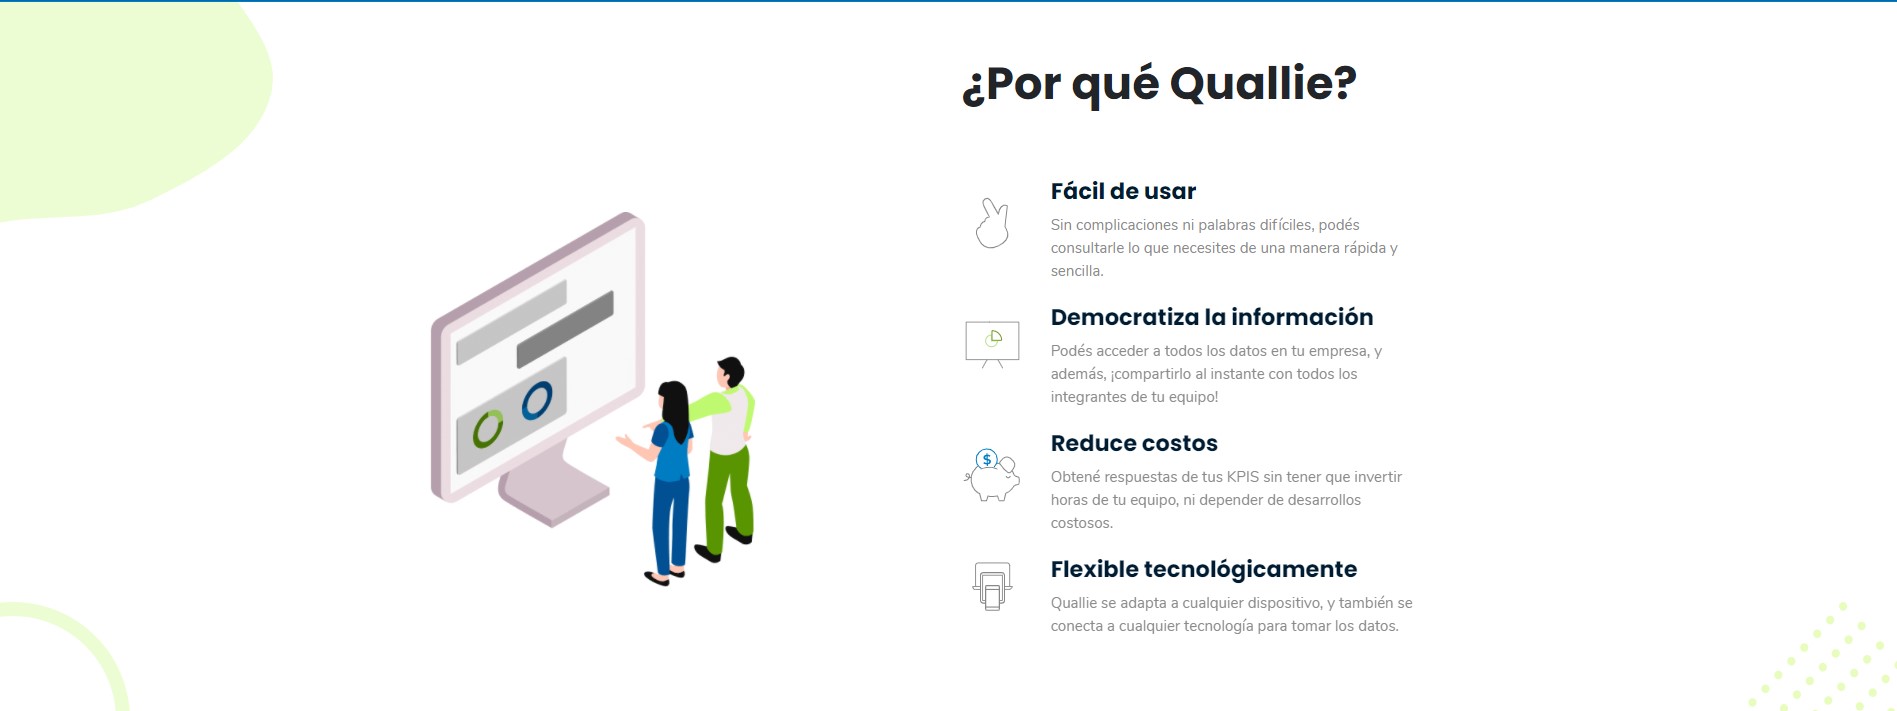 ¿Por qué Quallie?
Fácil de usar
Sin complicaciones ni palabras difíciles, podés
consultarle lo que necesites de una manera rápida y
sencilla.
Democratiza la información
Podés acceder a todos los datos en tu empresa, y
además, ¡compartirlo al instante con todos los
integrantes de tu equipo!
$
Reduce costos
Obtené respuestas de tus KPIS sin tener que invertir
horas de tu equipo, ni depender de desarrollos
costosos.
Flexible tecnológicamente
Quallie se adapta a cualquier dispositivo, y también se
conecta a cualquier tecnología para tomar los datos.